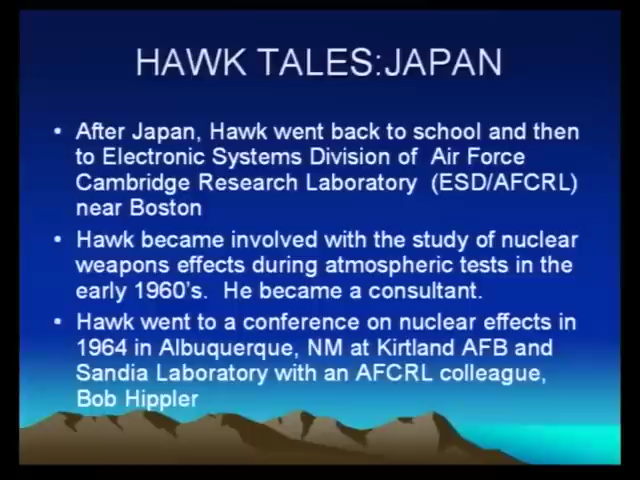 HAWK TALES:JAPAN
• After Japan, Hawk went back to school and then
to Electronic Systems Division of Air Force
Cambridge Research Laboratory (ESD/AFCRL)
near Boston
• Hawk became involved with the study of nuclear
weapons effects during atmospheric tests in the
early 1960's. He became a consultant.
• Hawk went to a conference on nuclear effects in
1964 in Albuquerque, NM at Kirtland AFB and
Sandia Laboratory with an AFCRL colleague,
Bob Hippler